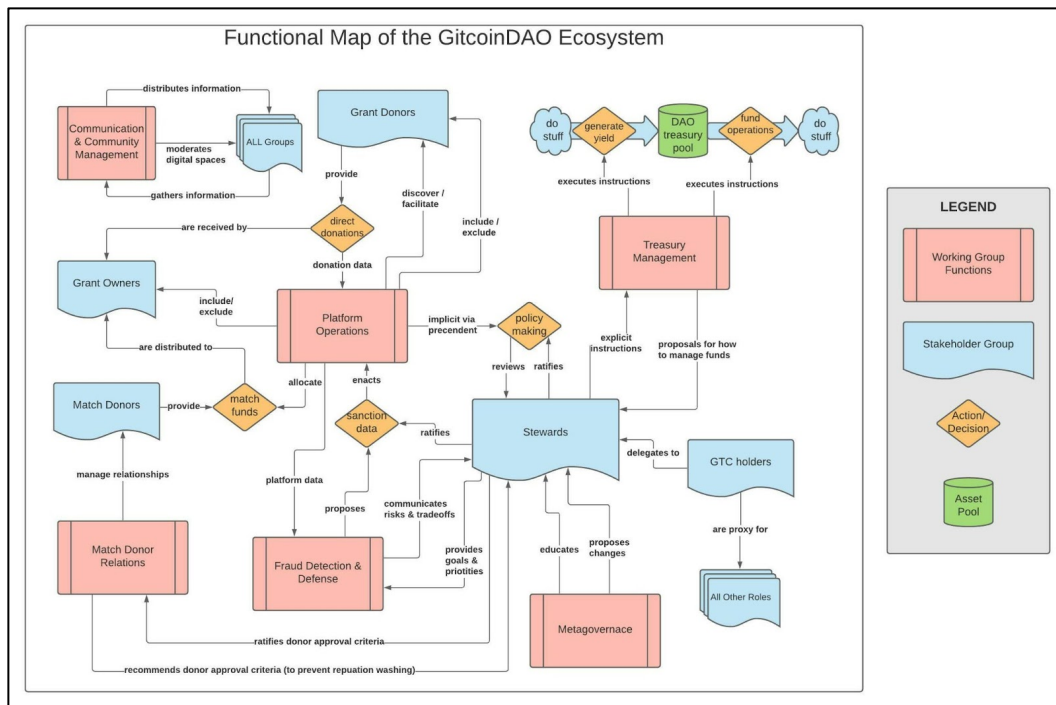 Functional Map of the GitcoinDAO Ecosystem
distributes information
Communication
& Community
Management
ALL Groups
moderates
digital spaces
gathers information
Grant Donors
provide
discover /
facilitate
include /
exclude
direct
donations
are received by
donation data
Grant Owners
include/
exclude
Platform
Operations
implicit via
precendent
policy
making
reviews
ratifies
are distributed to
allocate
enacts
Match Donors
provide
match
funds
sanction
data
ratifies
Stewards
manage relationships
platform data
proposes
communicates
risks & tradeoffs
Match Donor
Relations
Fraud Detection &
Defense
provides
goals &
priotities
educates
proposes
changes
Metagovernace
ratifies donor approval criteria
recommends donor approval criteria (to prevent repuation washing)
do
stuff
generate
yield
DAO
treasury
pool
fund
operations
do
stuff
executes instructions
executes instructions
Treasury
Management
explicit
instructions
proposals for how
to manage funds
delegates to
GTC holders
are proxy for
All Other Roles
LEGEND
Working Group
Functions
Stakeholder Group
Action/
Decision
Asset
Pool